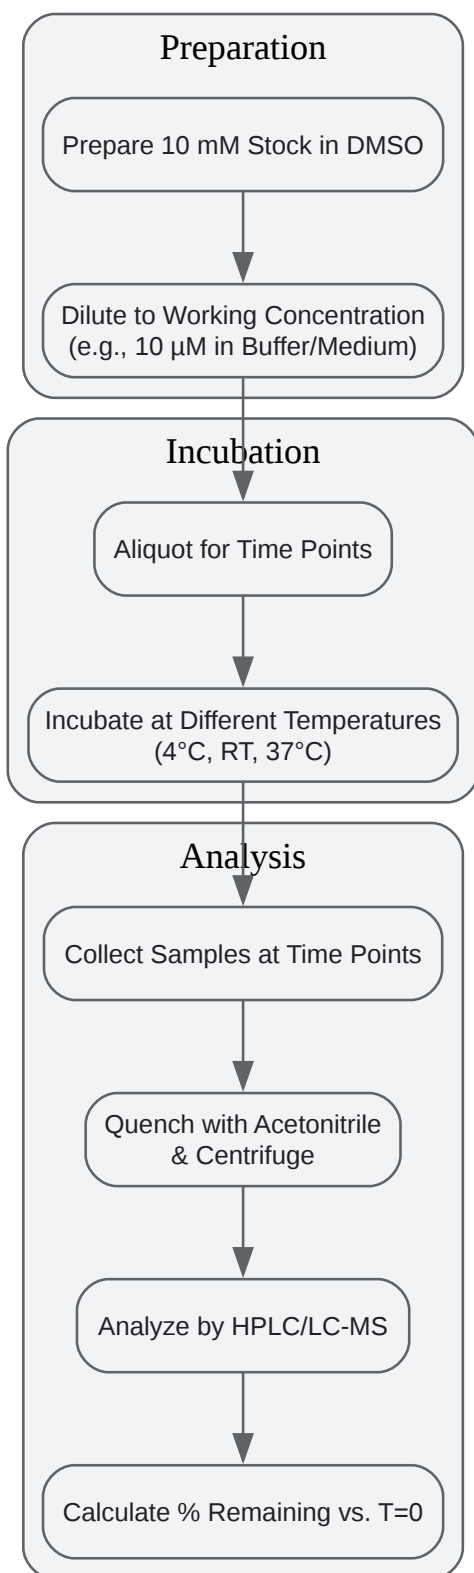 Preparation
Prepare 10 mM Stock in DMSO
Dilute to Working Concentration
(e.g., 10 µM in Buffer/Medium)
Incubation
Aliquot for Time Points
Incubate at Different Temperatures
(4°C, RT, 37°C)
Analysis
Collect Samples at Time Points
Quench with Acetonitrile
& Centrifuge
Analyze by HPLC/LC-MS
Calculate % Remaining vs. T=0